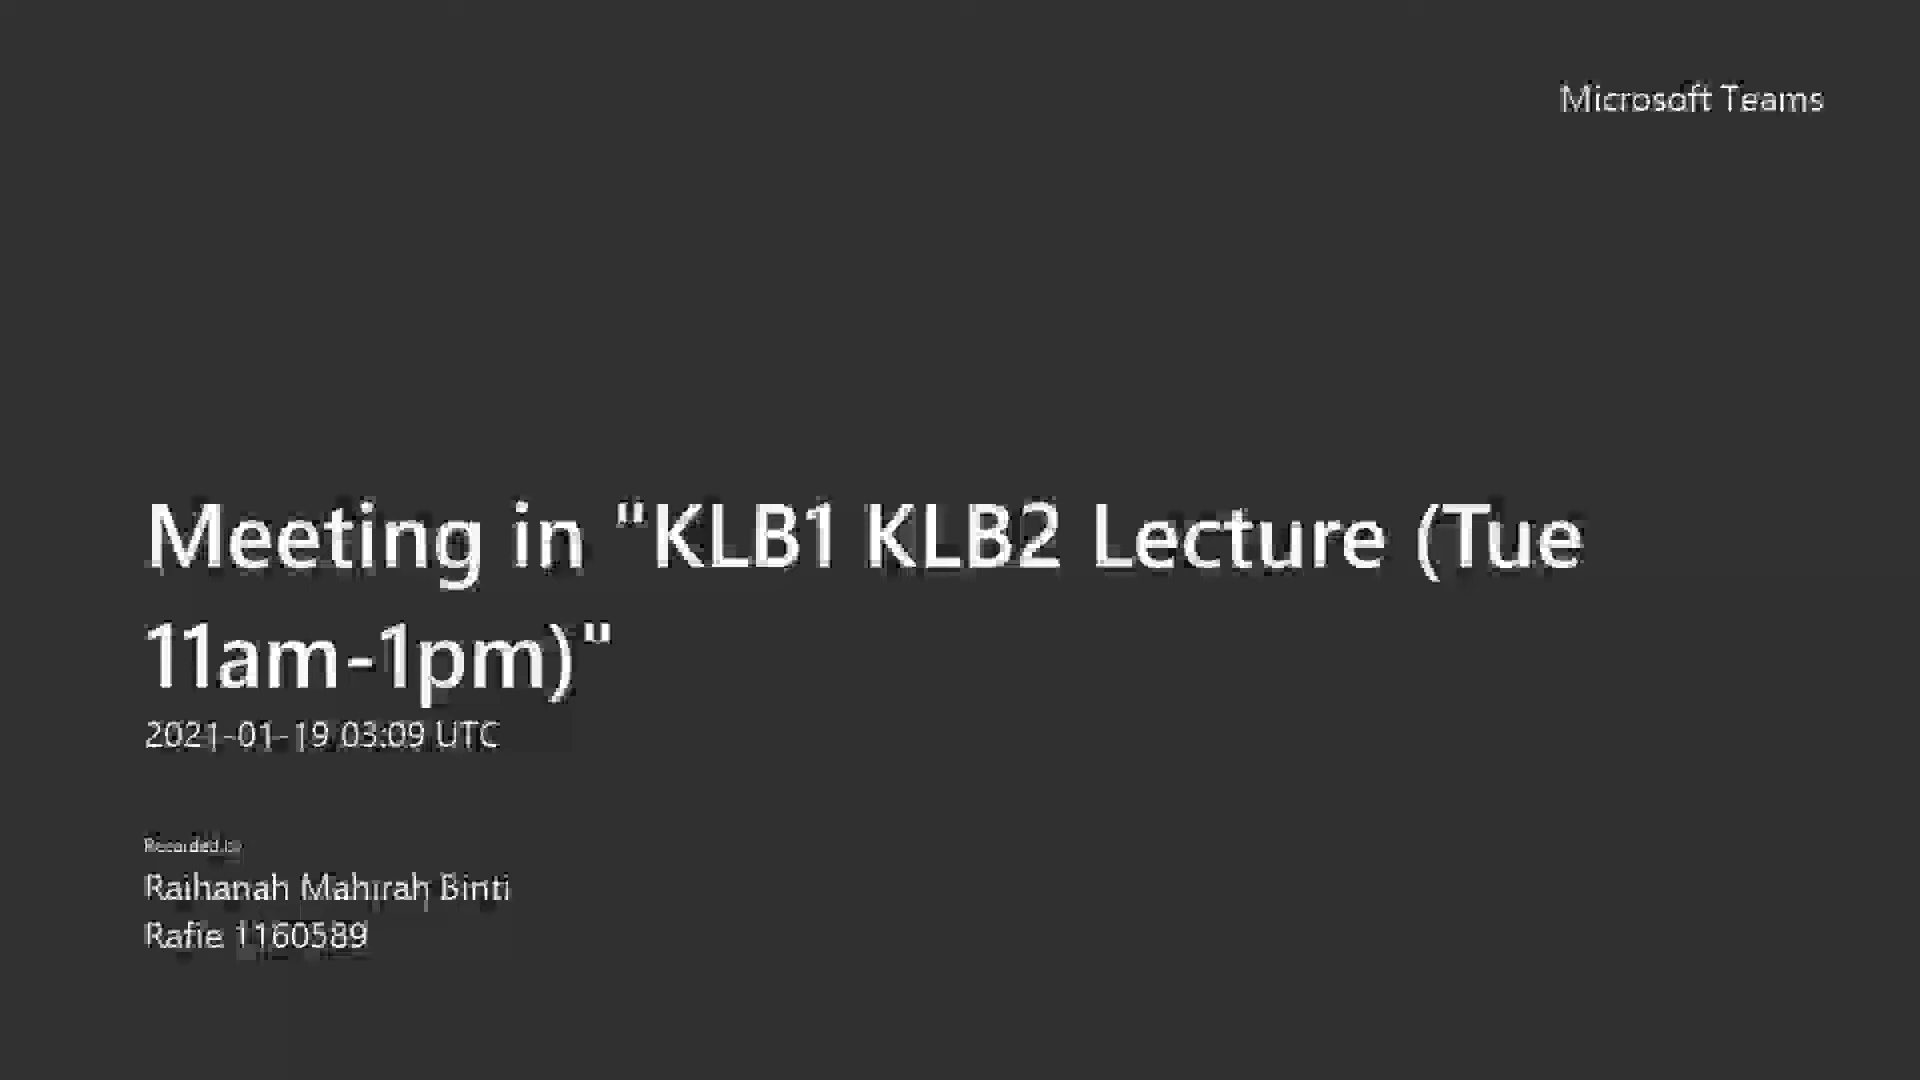 Microsoft Teams
Meeting in "KLB1 KLB2 Lecture (Tue
11am-1pm)"
2021-01-19 03:09 UTC
Recorded by
Raihanah Mahirah Binti
Rafie 1160589